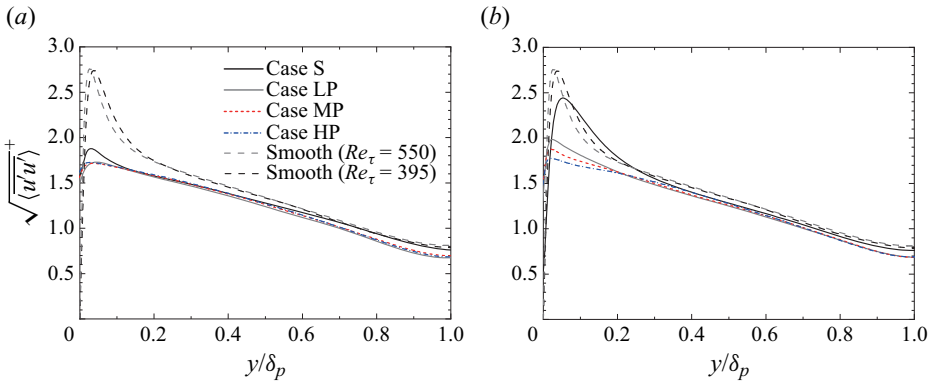 (a)
(b)
3.0
2.5
2.0
1.5
1.0
0.5
0
0.2
0.4
0.6
0.8
1.0
√⟨u′u′⟩+
y/δp
Case S
Case LP
Case MP
Case HP
Smooth (Reτ = 550)
Smooth (Reτ = 395)
3.0
2.5
2.0
1.5
1.0
0.5
0
0.2
0.4
0.6
0.8
1.0
y/δp